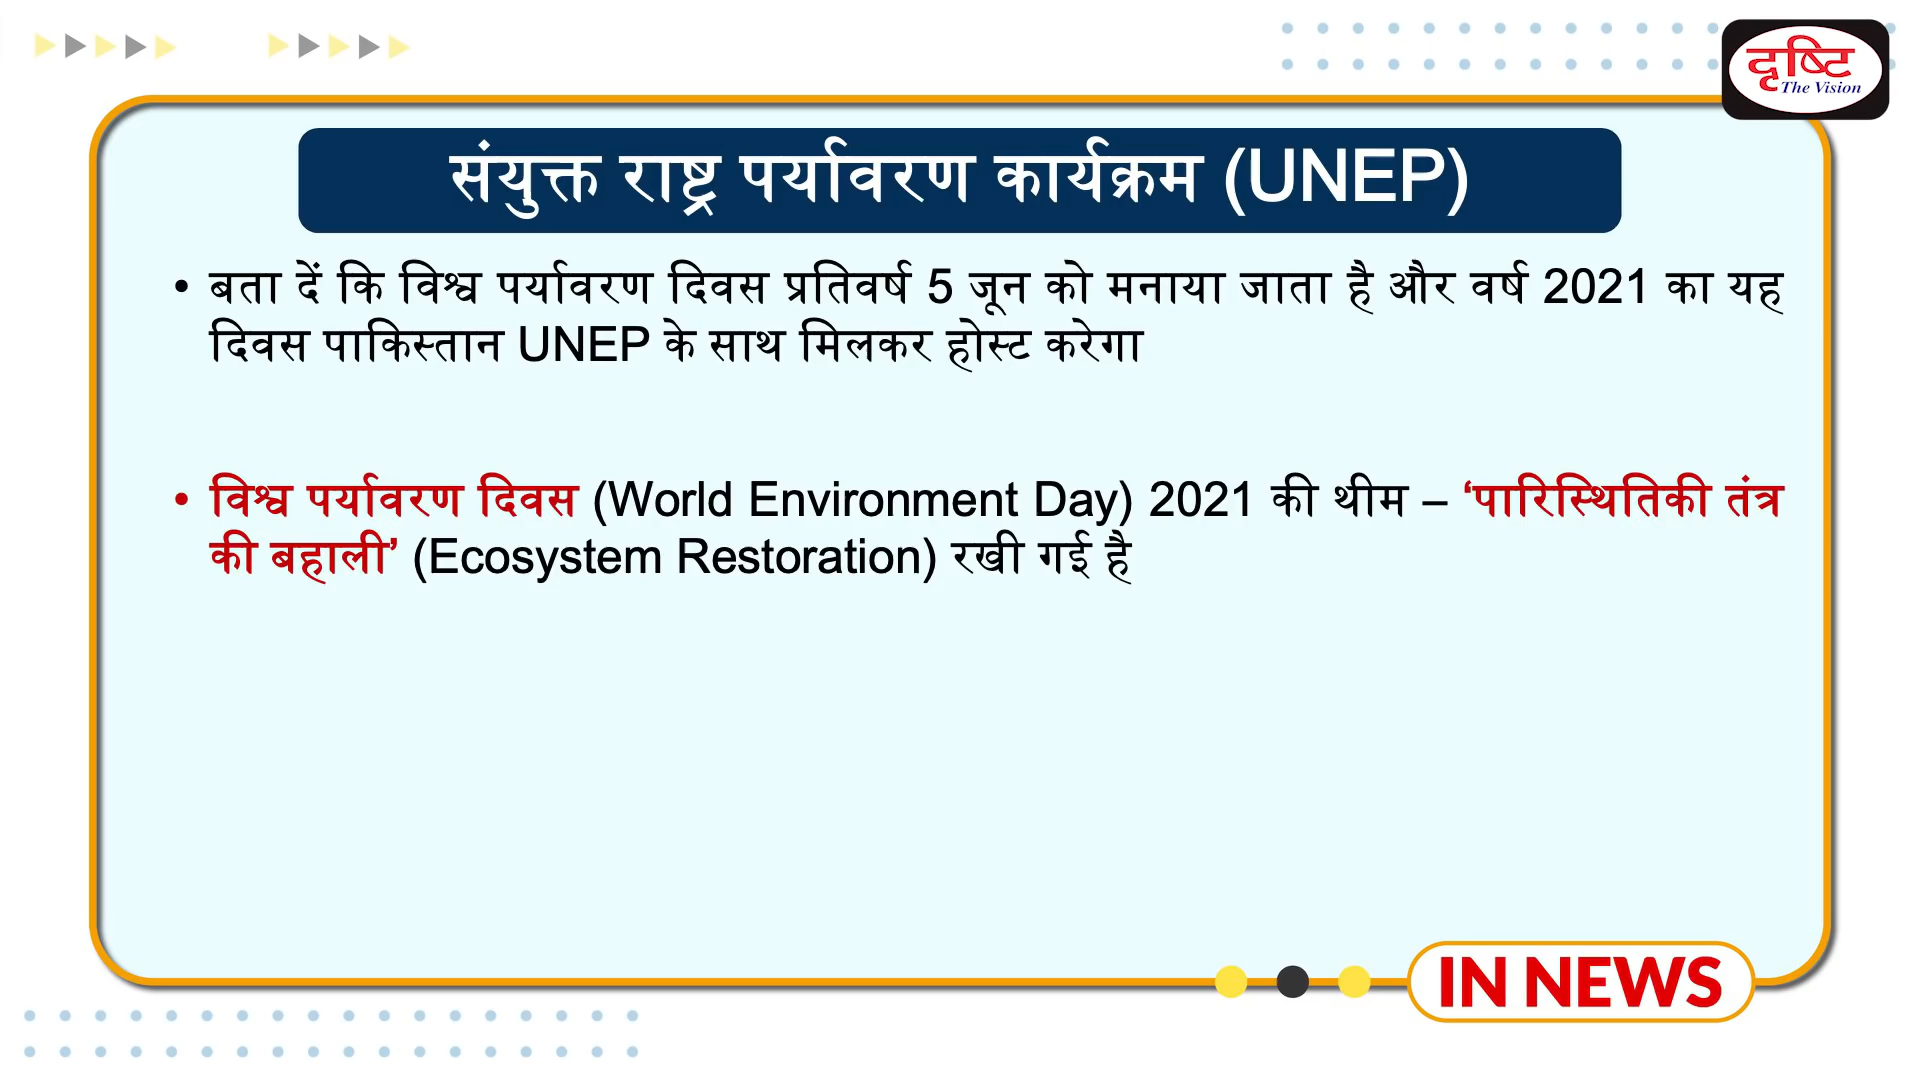 दृष्टि
The Vision
संयुक्त राष्ट्र पर्यावरण कार्यक्रम (UNEP)
• बता दें कि विश्व पर्यावरण दिवस प्रतिवर्ष 5 जून को मनाया जाता है और वर्ष 2021 का यह
दिवस पाकिस्तान UNEP के साथ मिलकर होस्ट करेगा
• विश्व पर्यावरण दिवस (World Environment Day) 2021 की थीम – ‘पारिस्थितिकी तंत्र
की बहाली’ (Ecosystem Restoration) रखी गई है
IN NEWS